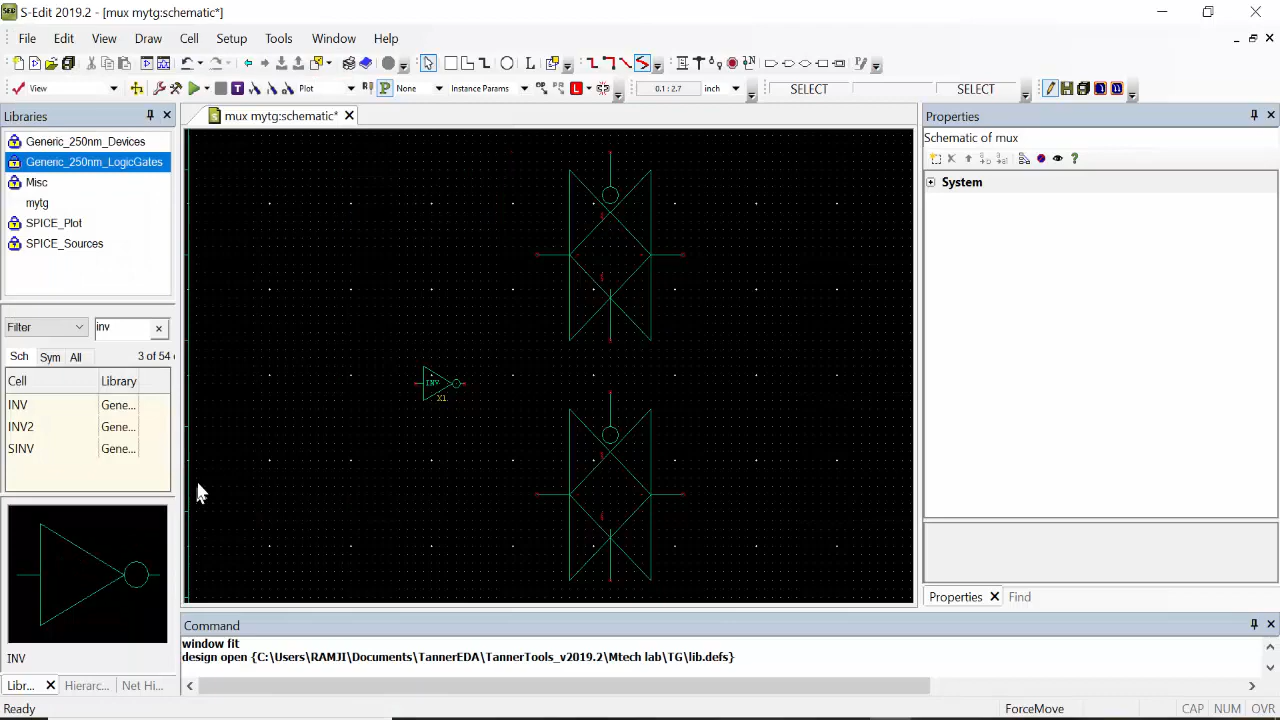 S-Edit 2019.2 - [mux mytg:schematic*]
File Edit View Draw Cell Setup Tools Window Help
View Plot None Instance Params 0.1 : 2.7 inch SELECT SELECT
Libraries
Generic_250nm_Devices
Generic_250nm_LogicGates
Misc
mytg
SPICE_Plot
SPICE_Sources
Filter inv
Sch Sym All 3 of 54
Cell Library
INV Gene...
INV2 Gene...
SINV Gene...
INV
Libr... Hierarc... Net Hi...
mux mytg:schematic*
INV
X1
Properties
Schematic of mux
System
Properties Find
Command
window fit
design open {C:\Users\RAMJI\Documents\TannerEDA\TannerTools_v2019.2\Mtech lab\TG\lib.defs}
Ready ForceMove CAP NUM OVR